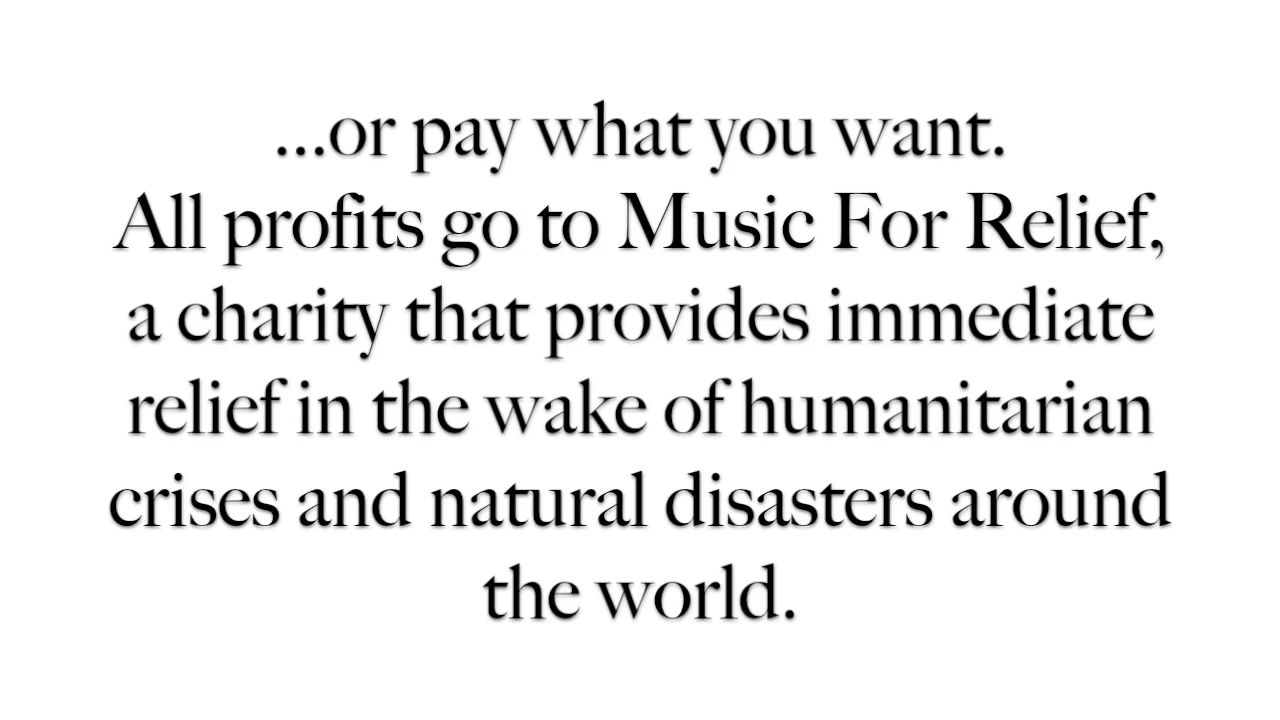 ...or pay what you want.
All profits go to Music For Relief,
a charity that provides immediate
relief in the wake of humanitarian
crises and natural disasters around
the world.